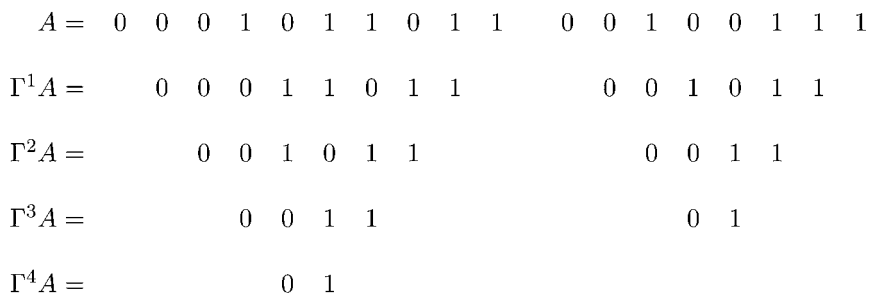 A = 0 0 0 1 0 1 1 0 1 1 0 0 1 0 0 1 1 1
Γ¹A = 0 0 0 1 1 0 1 1 0 0 1 0 1 1
Γ²A = 0 0 1 0 1 1 0 0 1 1
Γ³A = 0 0 1 1 0 1
Γ⁴A = 0 1